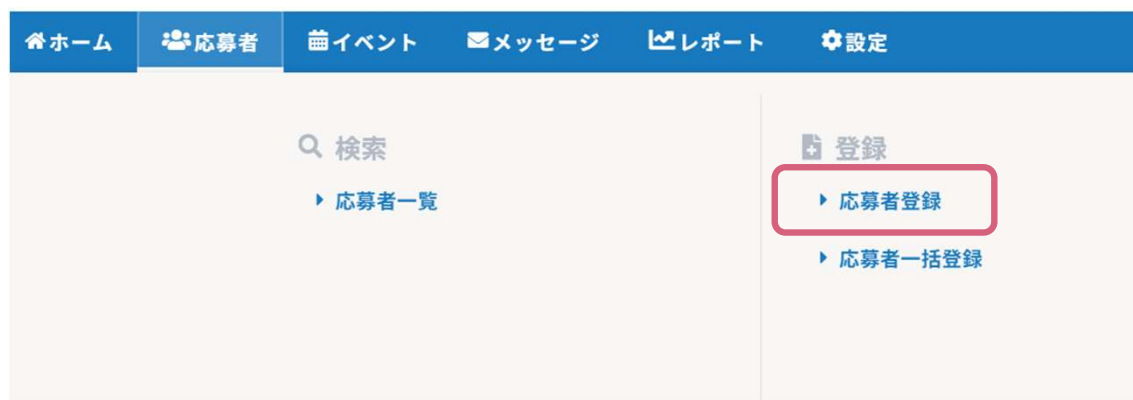 ホーム 応募者 イベント メッセージ レポート 設定
検索
応募者一覧
登録
応募者登録
応募者一括登録